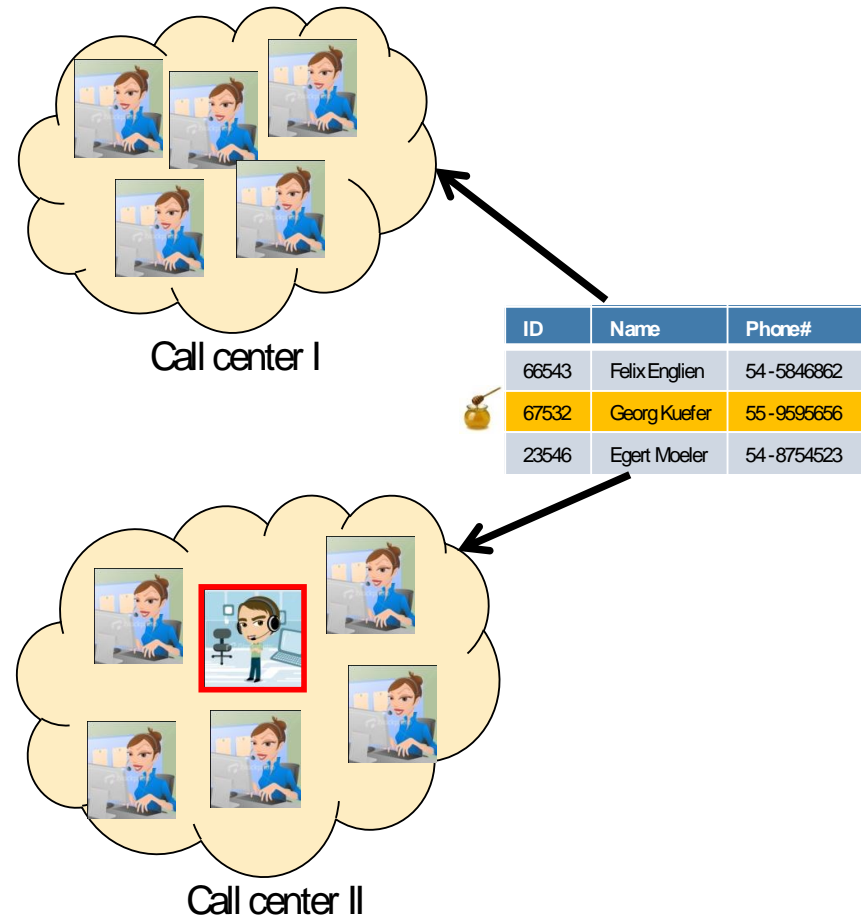 Call center I
ID Name Phone#
66543 Felix Englien 54-5846862
67532 Georg Kuefer 55-9595656
23546 Egert Moeler 54-8754523
Call center II